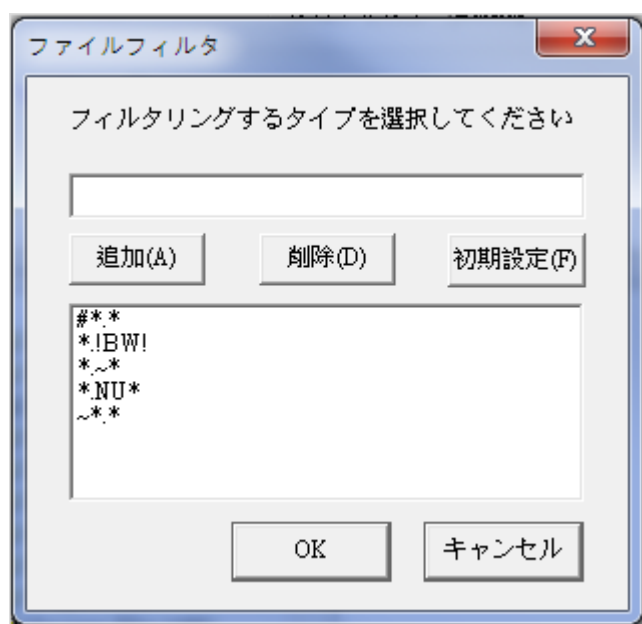 ファイルフィルタ
フィルタリングするタイプを選択してください
追加(A) 削除(D) 初期設定(F)
#*.*
*.!BW!
*.~*
*.NU*
~*.*
OK キャンセル